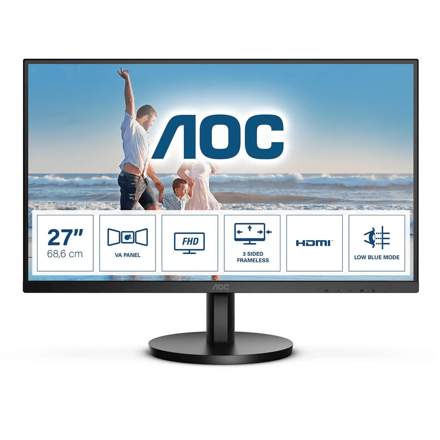 AOC
27"
68,6 cm
VA PANEL
FHD
3 SIDED
FRAMELESS
HDMI
LOW BLUE MODE
AOC